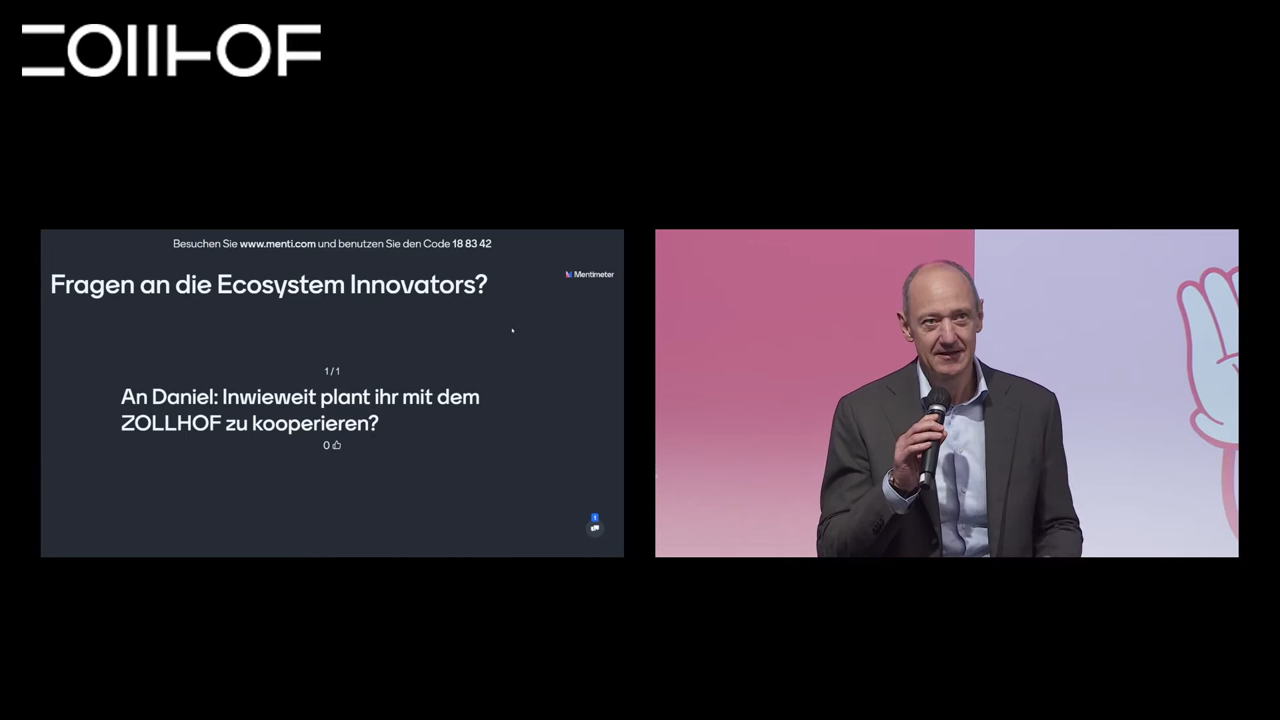 ZOLLHOF
Besuchen Sie www.menti.com und benutzen Sie den Code 18 83 42
Mentimeter
Fragen an die Ecosystem Innovators?
1/1
An Daniel: Inwieweit plant ihr mit dem
ZOLLHOF zu kooperieren?
0
1